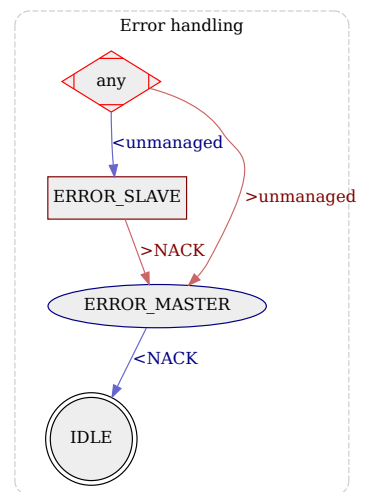 Error handling
any
<unmanaged
ERROR_SLAVE
>unmanaged
>NACK
ERROR_MASTER
<NACK
IDLE